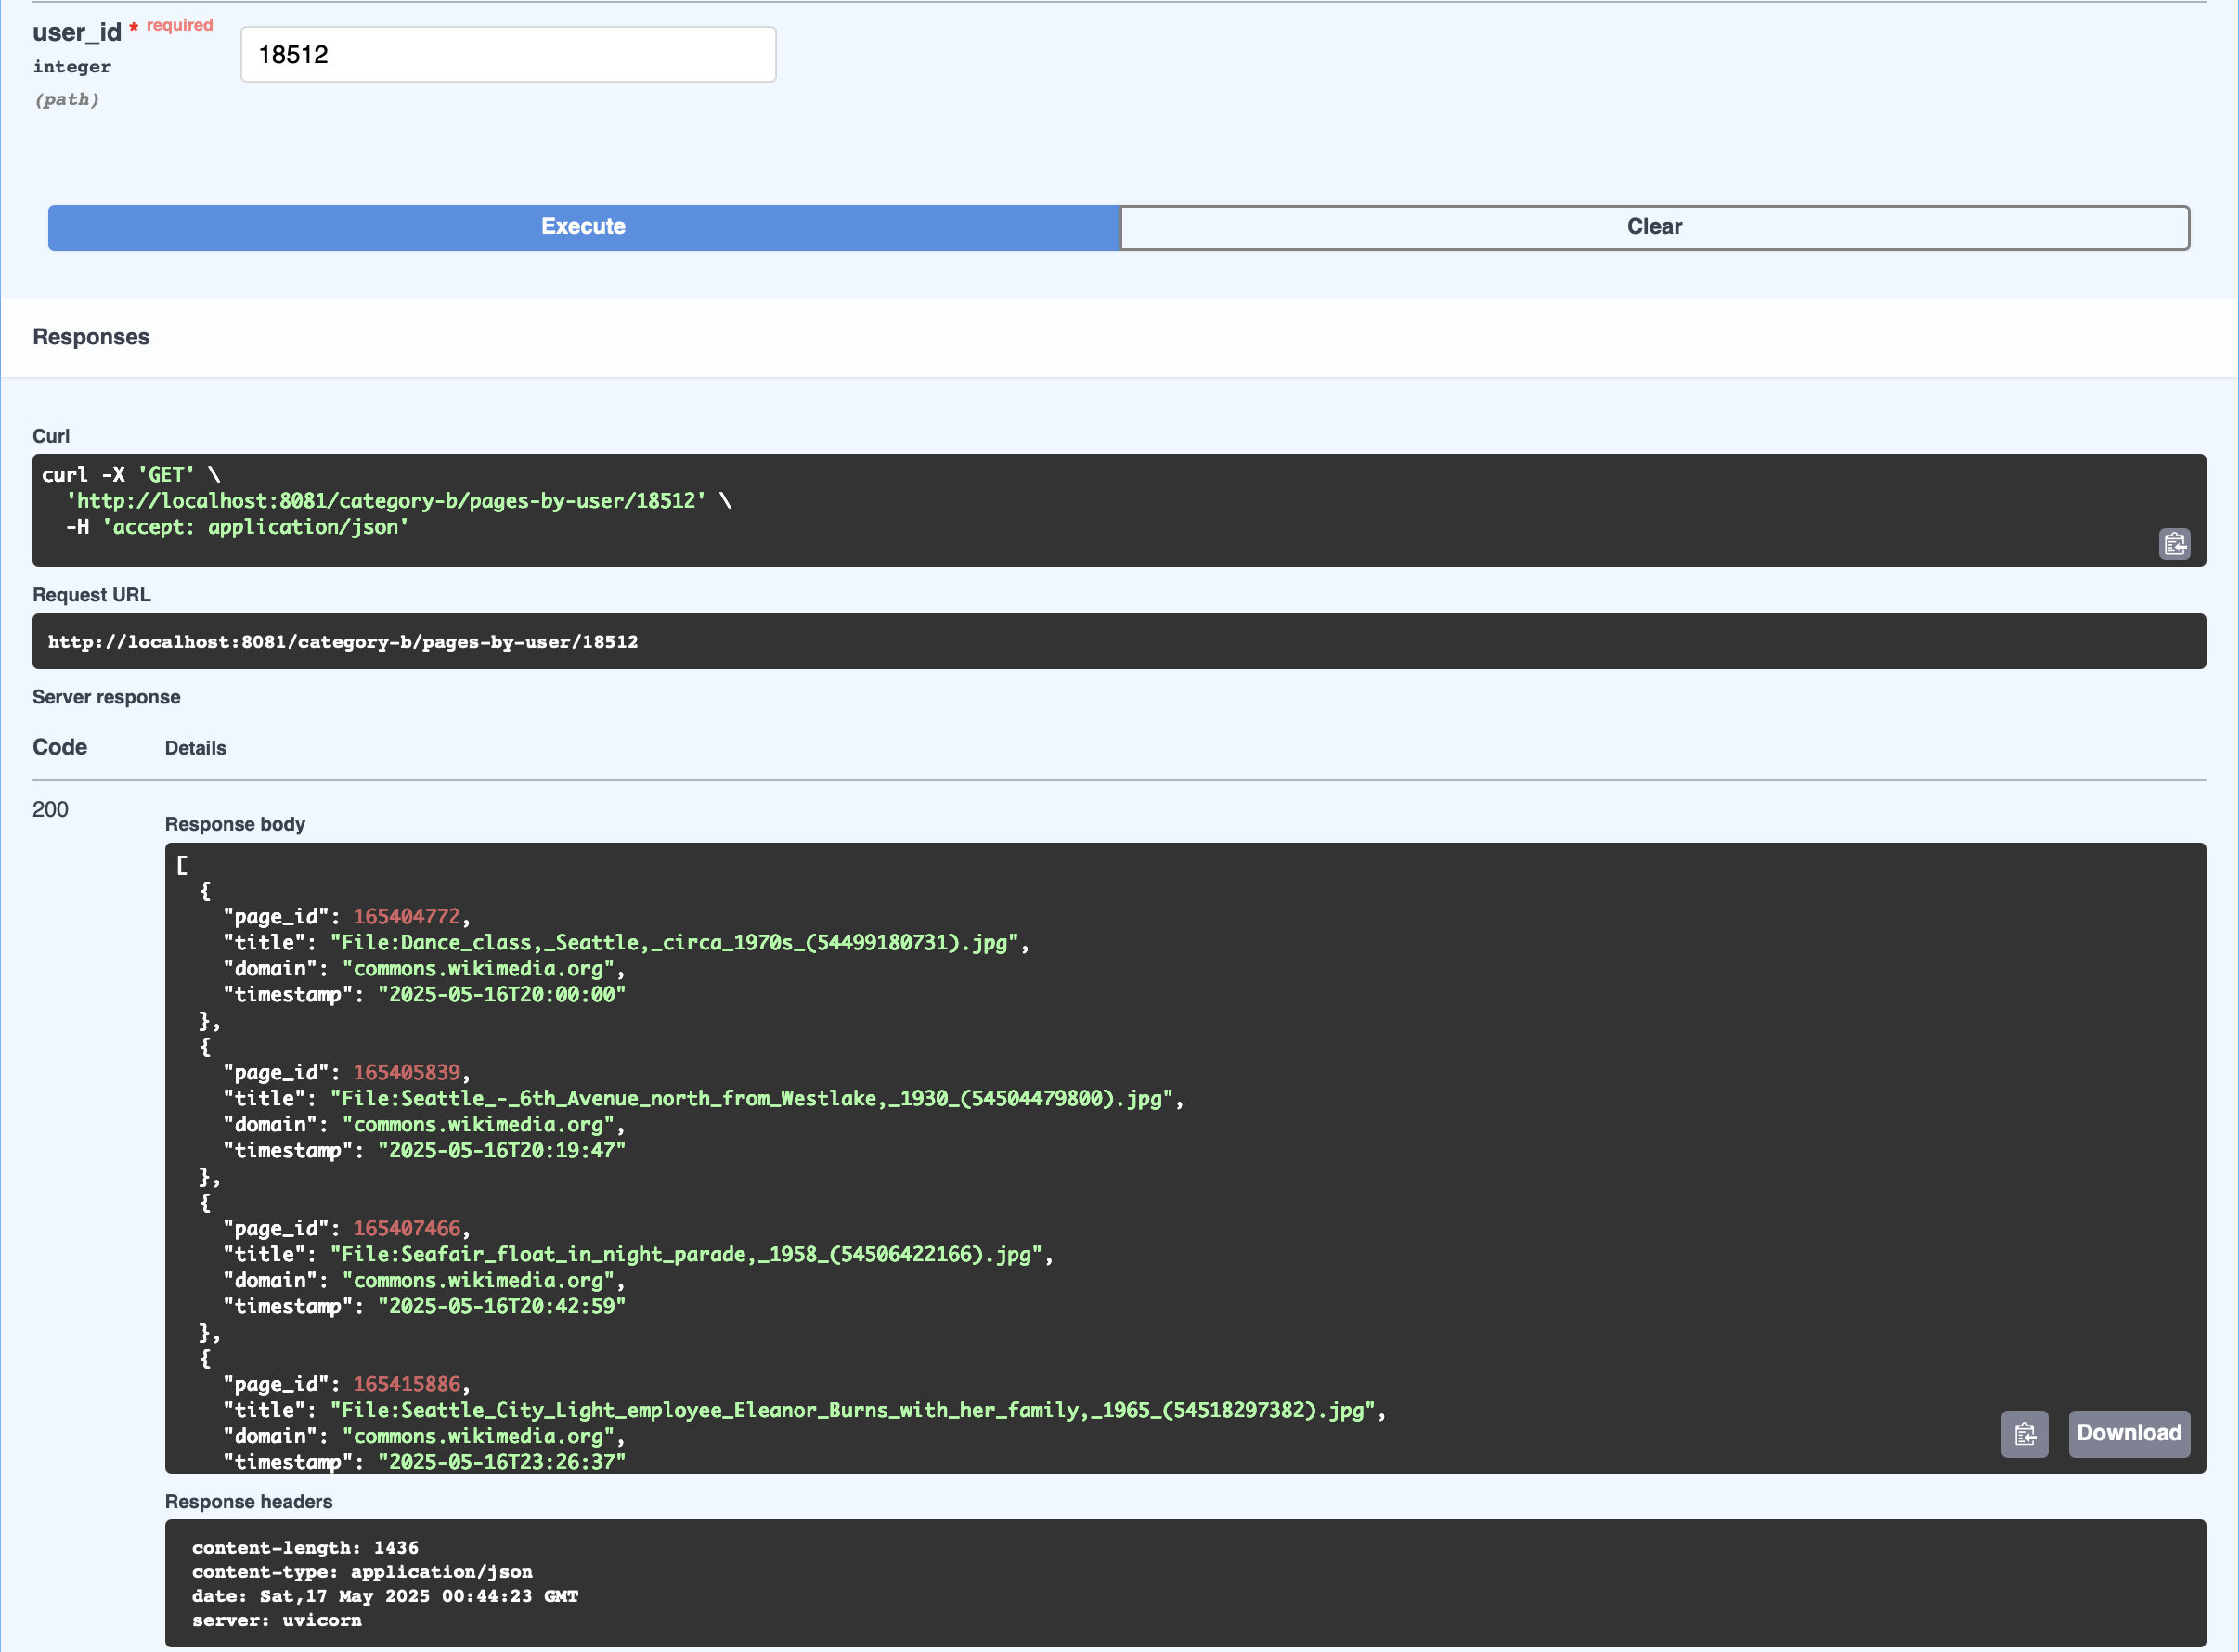 user_id * required
integer
(path)
18512
Execute
Clear
Responses
Curl
curl -X 'GET' \
  'http://localhost:8081/category-b/pages-by-user/18512' \
  -H 'accept: application/json'
Request URL
http://localhost:8081/category-b/pages-by-user/18512
Server response
Code Details
200
Response body
[
  {
    "page_id": 165404772,
    "title": "File:Dance_class,_Seattle,_circa_1970s_(54499180731).jpg",
    "domain": "commons.wikimedia.org",
    "timestamp": "2025-05-16T20:00:00"
  },
  {
    "page_id": 165405839,
    "title": "File:Seattle_-_6th_Avenue_north_from_Westlake,_1930_(54504479800).jpg",
    "domain": "commons.wikimedia.org",
    "timestamp": "2025-05-16T20:19:47"
  },
  {
    "page_id": 165407466,
    "title": "File:Seafair_float_in_night_parade,_1958_(54506422166).jpg",
    "domain": "commons.wikimedia.org",
    "timestamp": "2025-05-16T20:42:59"
  },
  {
    "page_id": 165415886,
    "title": "File:Seattle_City_Light_employee_Eleanor_Burns_with_her_family,_1965_(54518297382).jpg",
    "domain": "commons.wikimedia.org",
    "timestamp": "2025-05-16T23:26:37"
Download
Response headers
content-length: 1436
content-type: application/json
date: Sat,17 May 2025 00:44:23 GMT
server: uvicorn